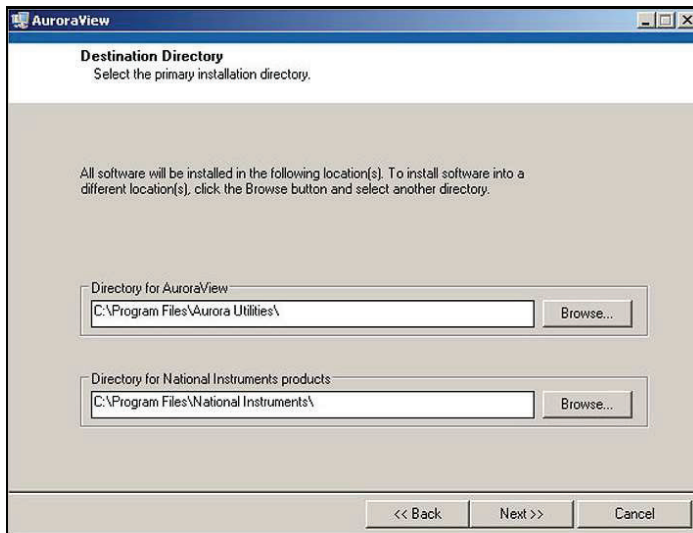 AuroraView
Destination Directory
Select the primary installation directory.
All software will be installed in the following location(s). To install software into a
different location(s), click the Browse button and select another directory.
Directory for AuroraView
C:\Program Files\Aurora Utilities\
Browse...
Directory for National Instruments products
C:\Program Files\National Instruments\
Browse...
<< Back
Next >>
Cancel